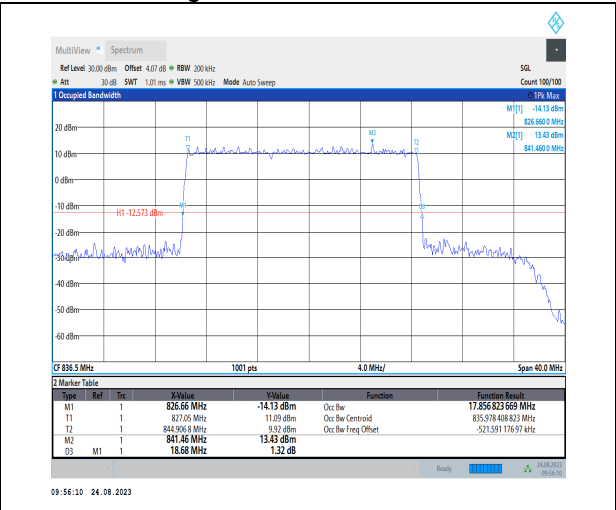 MultiView Spectrum
Ref Level 30.00 dBm Offset 4.07 dB RBW 200 kHz SGL
Att 30 dB SWT 1.01 ms VBW 500 kHz Mode Auto Sweep Count 100/100
1 Occupied Bandwidth 1Pk Max
M1[1] -14.13 dBm
826.660 0 MHz
M2[1] 13.43 dBm
841.460 0 MHz
20 dBm
M2
T1
T2
10 dBm
0 dBm
-10 dBm
M1
D3
H1 -12.573 dBm
-20 dBm
-30 dBm
-40 dBm
-50 dBm
-60 dBm
CF 836.5 MHz 1001 pts 4.0 MHz/ Span 40.0 MHz
2 Marker Table
Type Ref Trc X-Value Y-Value Function Function Result
M1 1 826.66 MHz -14.13 dBm Occ Bw 17.856 823 669 MHz
T1 1 827.05 MHz 11.09 dBm Occ Bw Centroid 835.978 408 823 MHz
T2 1 844.906 8 MHz 9.92 dBm Occ Bw Freq Offset -521.591 176 97 kHz
M2 1 841.46 MHz 13.43 dBm
D3 M1 1 18.68 MHz 1.32 dB
Ready 24.08.2023
09:56:10
09:56:10 24.08.2023